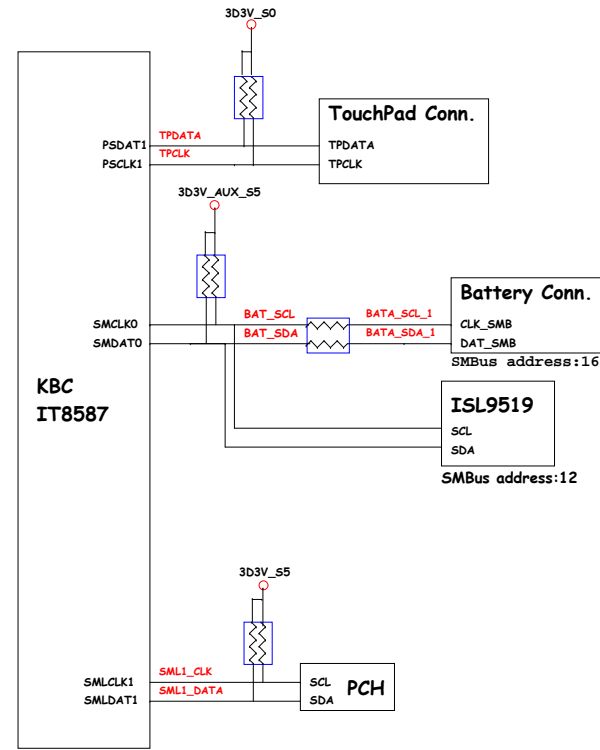 3D3V_S0
TouchPad Conn.
PSDAT1 TPDATA TPDATA
PSCLK1 TPCLK TPCLK
3D3V_AUX_S5
Battery Conn.
SMCLK0 BAT_SCL BATA_SCL_1 CLK_SMB
SMDAT0 BAT_SDA BATA_SDA_1 DAT_SMB
SMBus address:16
KBC
IT8587
ISL9519
SCL
SDA
SMBus address:12
3D3V_S5
SMLCLK1 SML1_CLK SCL
SMLDAT1 SML1_DATA SDA
PCH